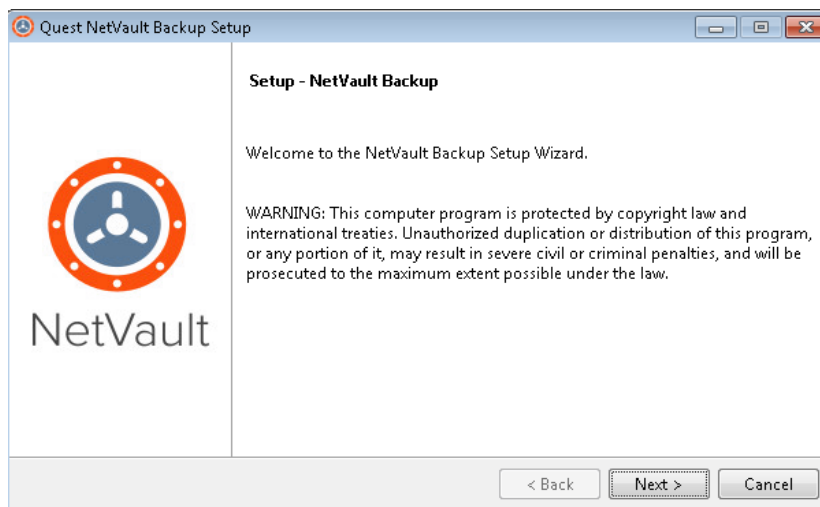 Quest NetVault Backup Setup
Setup - NetVault Backup
Welcome to the NetVault Backup Setup Wizard.
WARNING: This computer program is protected by copyright law and
international treaties. Unauthorized duplication or distribution of this program,
or any portion of it, may result in severe civil or criminal penalties, and will be
prosecuted to the maximum extent possible under the law.
NetVault
< Back
Next >
Cancel